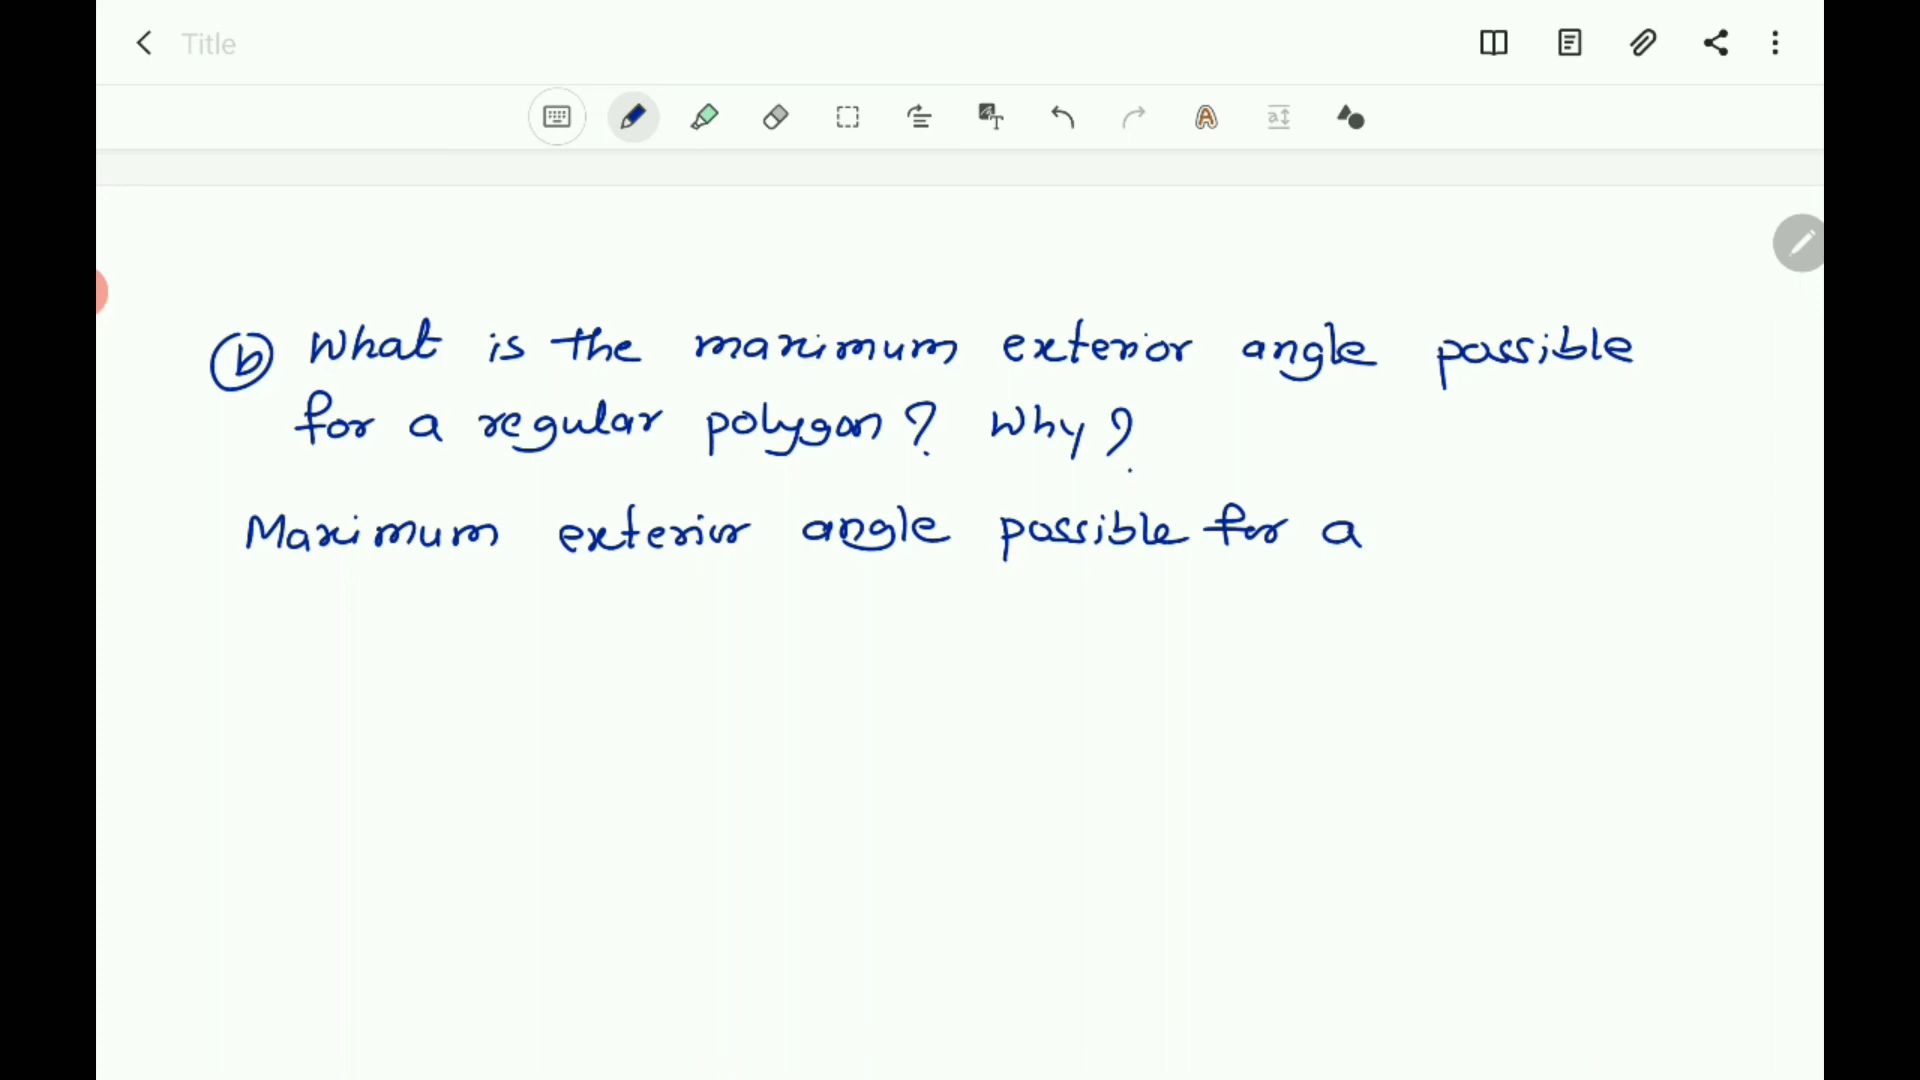 Title
b What is the maximum exterior angle possible
for a regular polygon? Why?
Maximum exterior angle possible for a